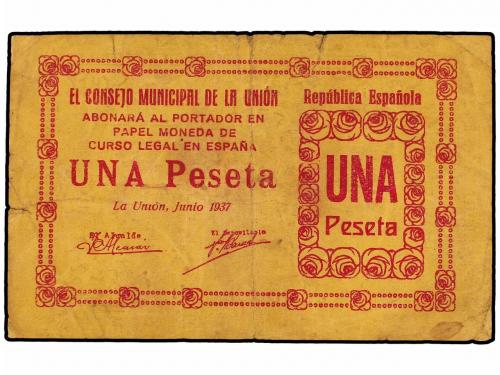 EL CONSEJO MUNICIPAL DE LA UNIÓN
ABONARÁ AL PORTADOR EN
PAPEL MONEDA DE
CURSO LEGAL EN ESPAÑA
UNA Peseta
La Unión, Junio 1937
El Alcalde,
El Depositario
República Española
UNA
Peseta